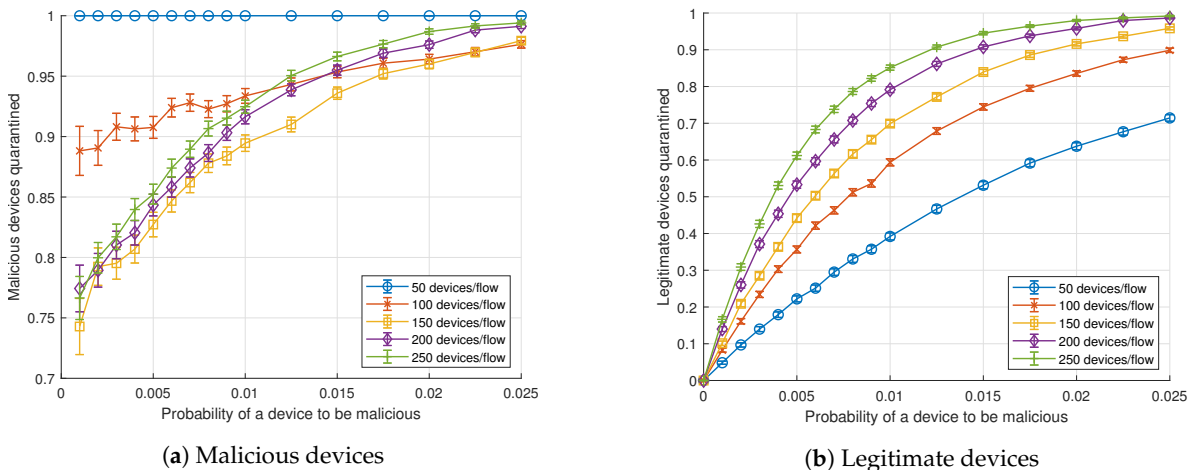 1
0.95
0.9
0.85
0.8
0.75
0.7
Malicious devices quarantined
50 devices/flow
100 devices/flow
150 devices/flow
200 devices/flow
250 devices/flow
0 0.005 0.01 0.015 0.02 0.025
Probability of a device to be malicious
(a) Malicious devices
1
0.9
0.8
0.7
0.6
0.5
0.4
0.3
0.2
0.1
0
Legitimate devices quarantined
50 devices/flow
100 devices/flow
150 devices/flow
200 devices/flow
250 devices/flow
0 0.005 0.01 0.015 0.02 0.025
Probability of a device to be malicious
(b) Legitimate devices